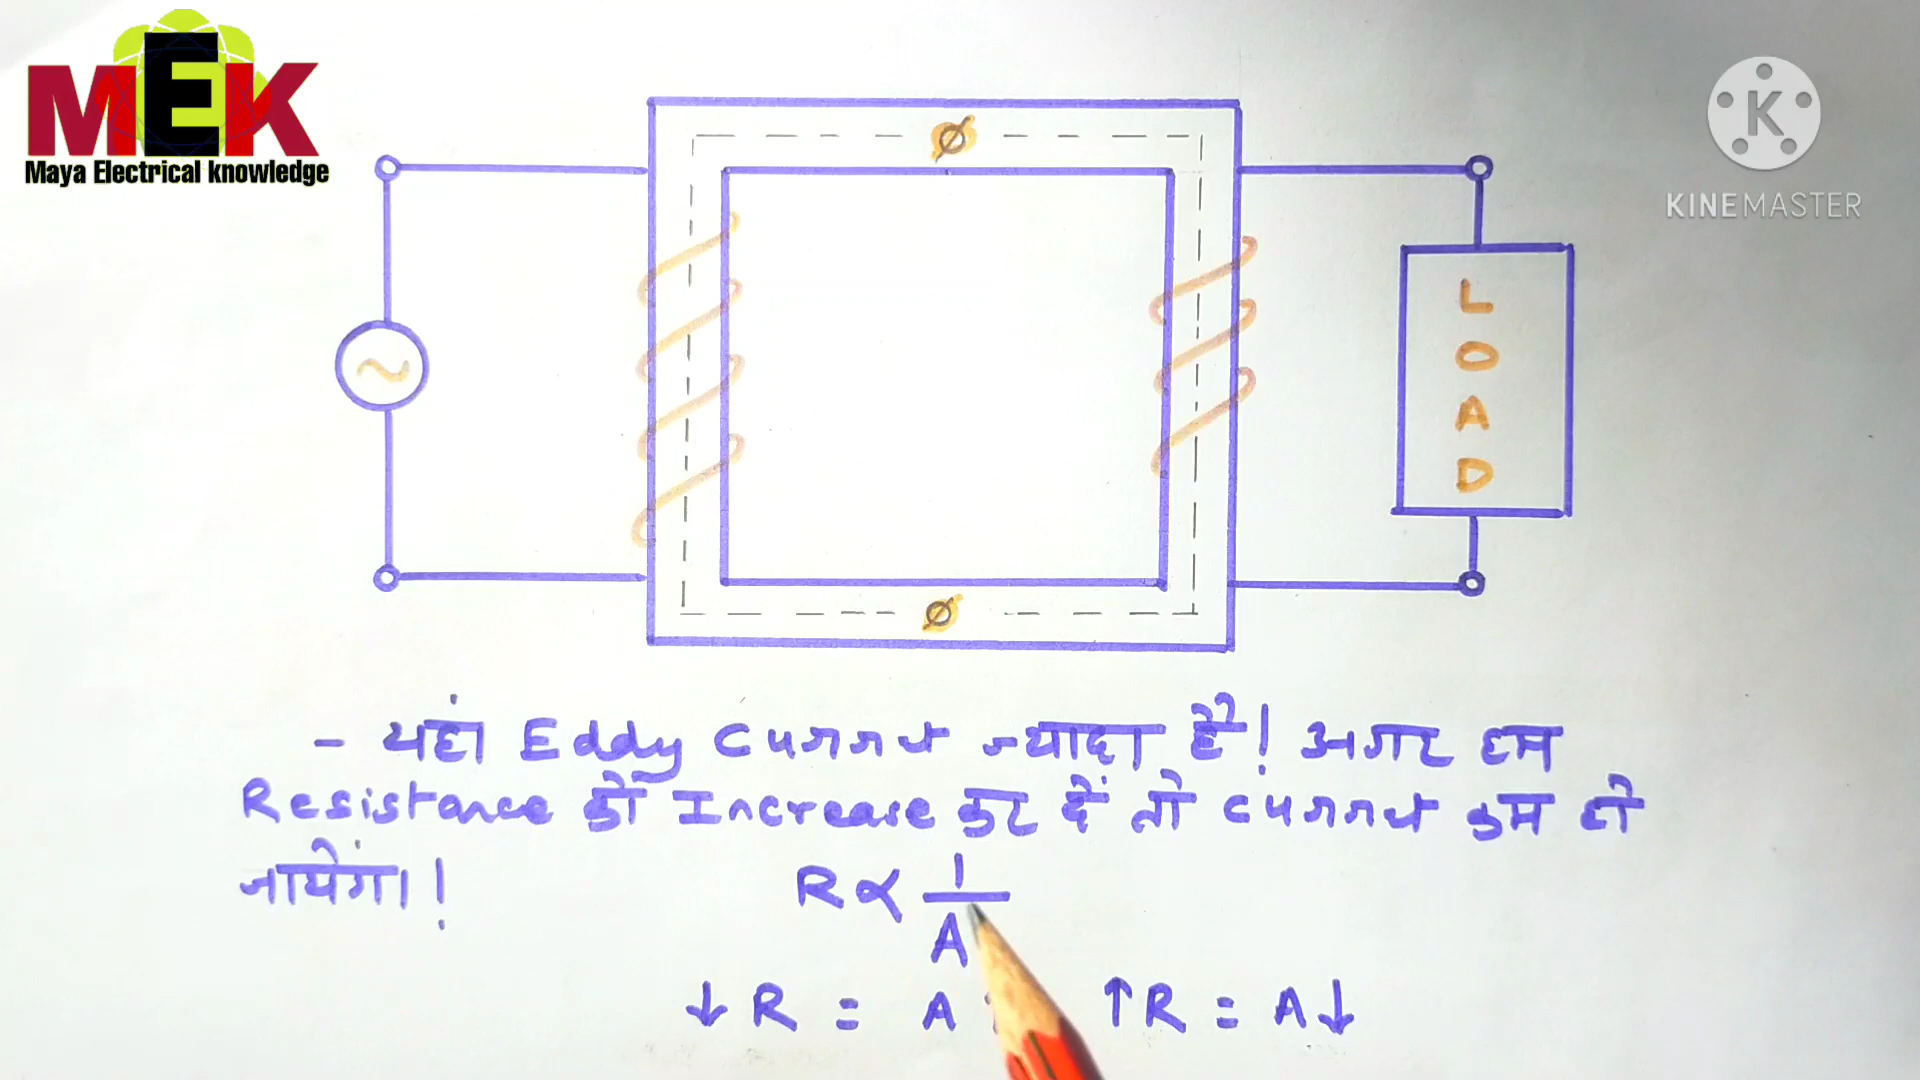 MEK
Maya Electrical knowledge
K
KINEMASTER
ϕ
~
LOAD
ϕ
- यहां Eddy Current ज्यादा है! अगर हम
Resistance को Increase कर दें तो Current कम हो
जायेगा!
R ∝ 1/A
↓ R = A ↑ R = A ↓